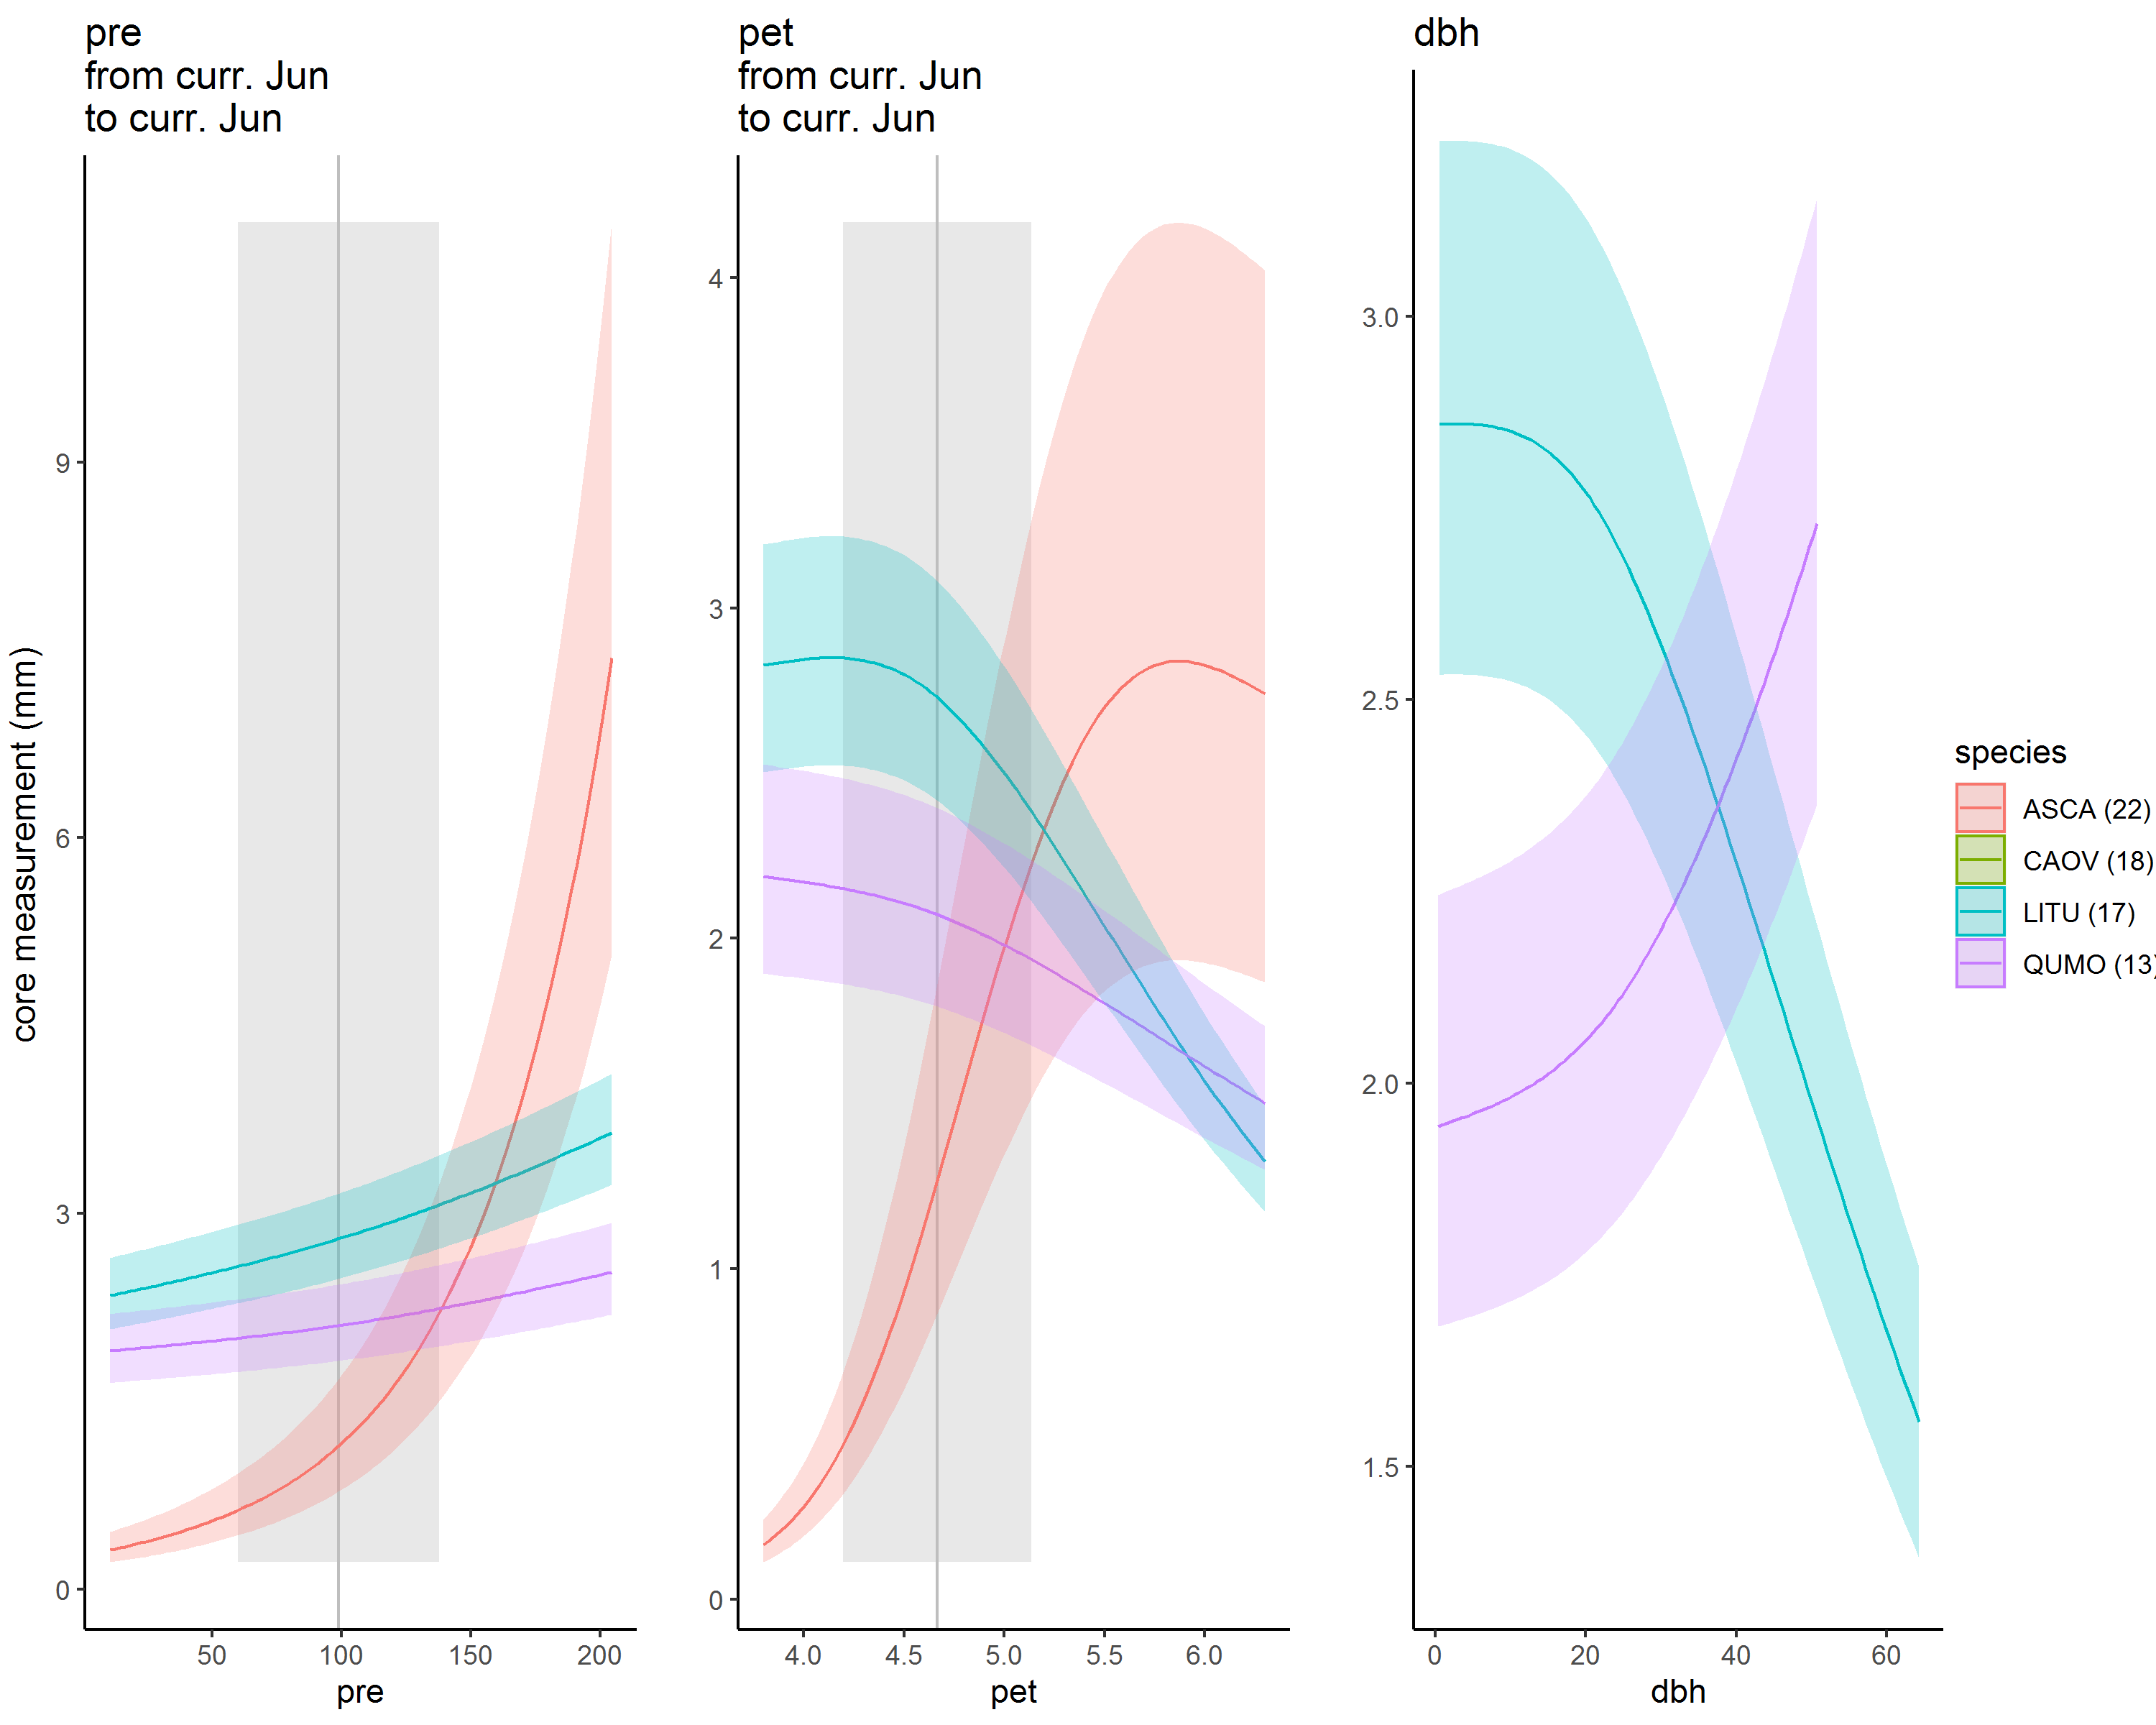 pre
from curr. Jun
to curr. Jun
pet
from curr. Jun
to curr. Jun
dbh
core measurement (mm)
9
6
3
0
50 100 150 200
pre
4
3
2
1
0
4.0 4.5 5.0 5.5 6.0
pet
3.0
2.5
2.0
1.5
0 20 40 60
dbh
species
ASCA (22)
CAOV (18)
LITU (17)
QUMO (13)